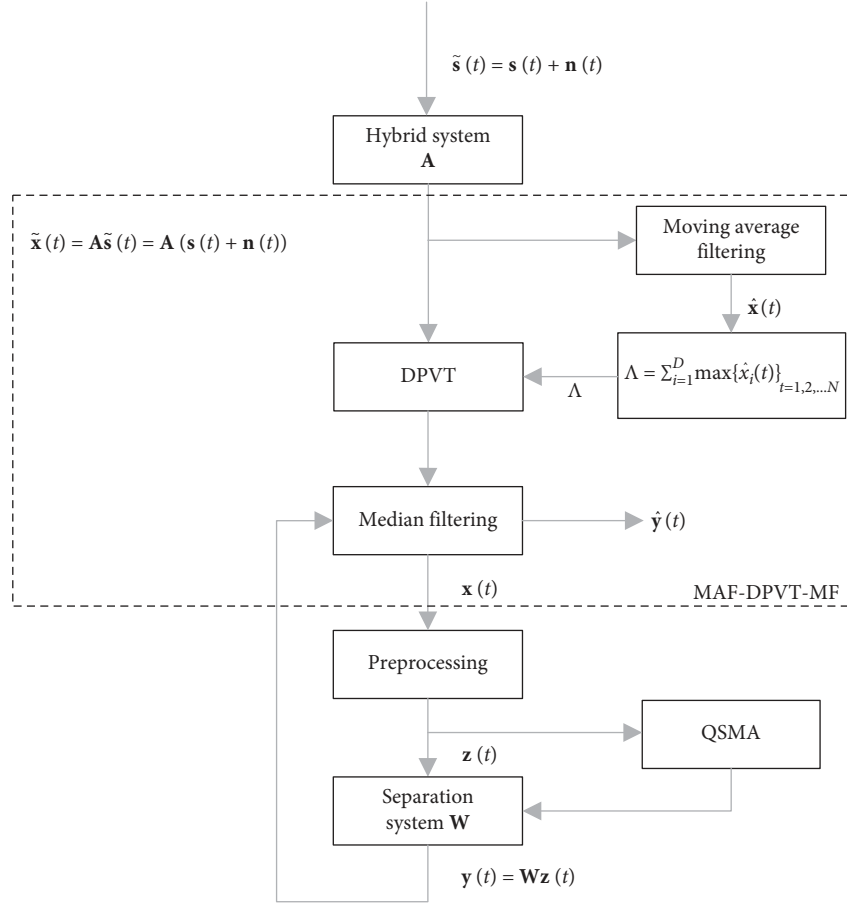 s̃ (t) = s (t) + n (t)
Hybrid system
A
x̃ (t) = As̃ (t) = A (s (t) + n (t))
Moving average
filtering
x̂ (t)
DPVT
Λ
Λ = ∑_{i=1}^{D} max{x̂_i(t)}_{t=1,2,...N}
Median filtering
ŷ (t)
x (t)
MAF-DPVT-MF
Preprocessing
QSMA
z (t)
Separation
system W
y (t) = Wz (t)